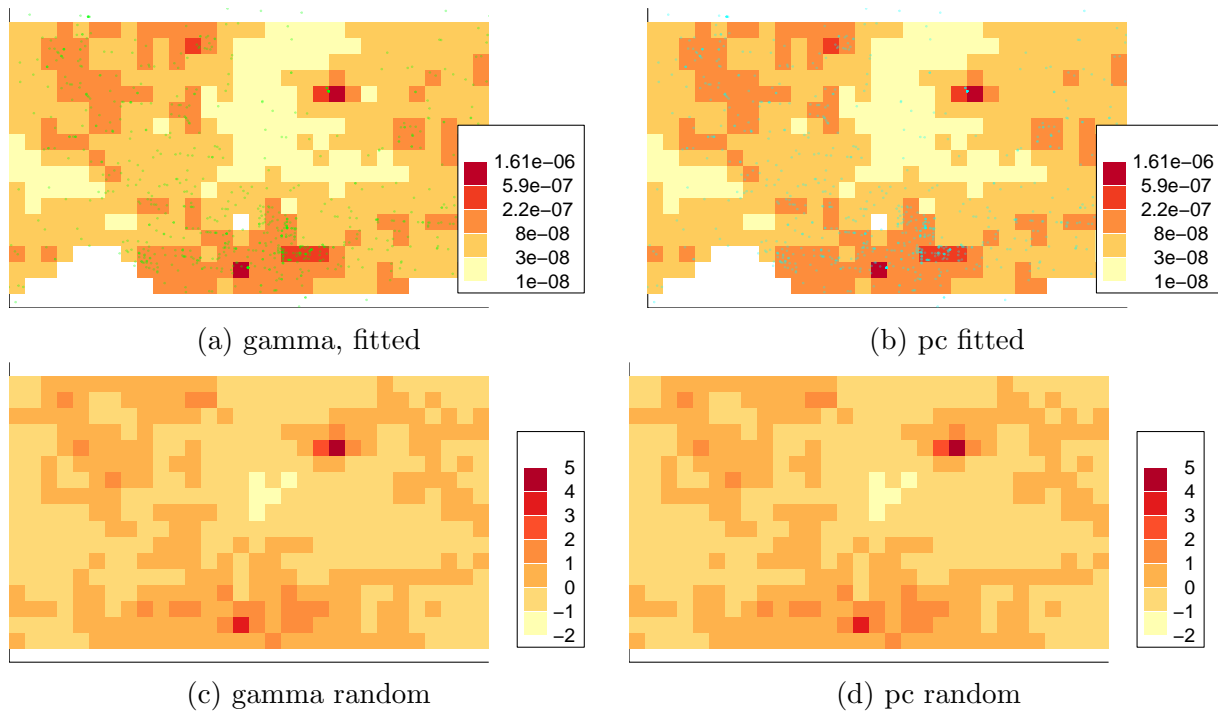 1.61e−06
5.9e−07
2.2e−07
8e−08
3e−08
1e−08
1.61e−06
5.9e−07
2.2e−07
8e−08
3e−08
1e−08
(a) gamma, fitted
(b) pc fitted
5
4
3
2
1
0
−1
−2
5
4
3
2
1
0
−1
−2
(c) gamma random
(d) pc random